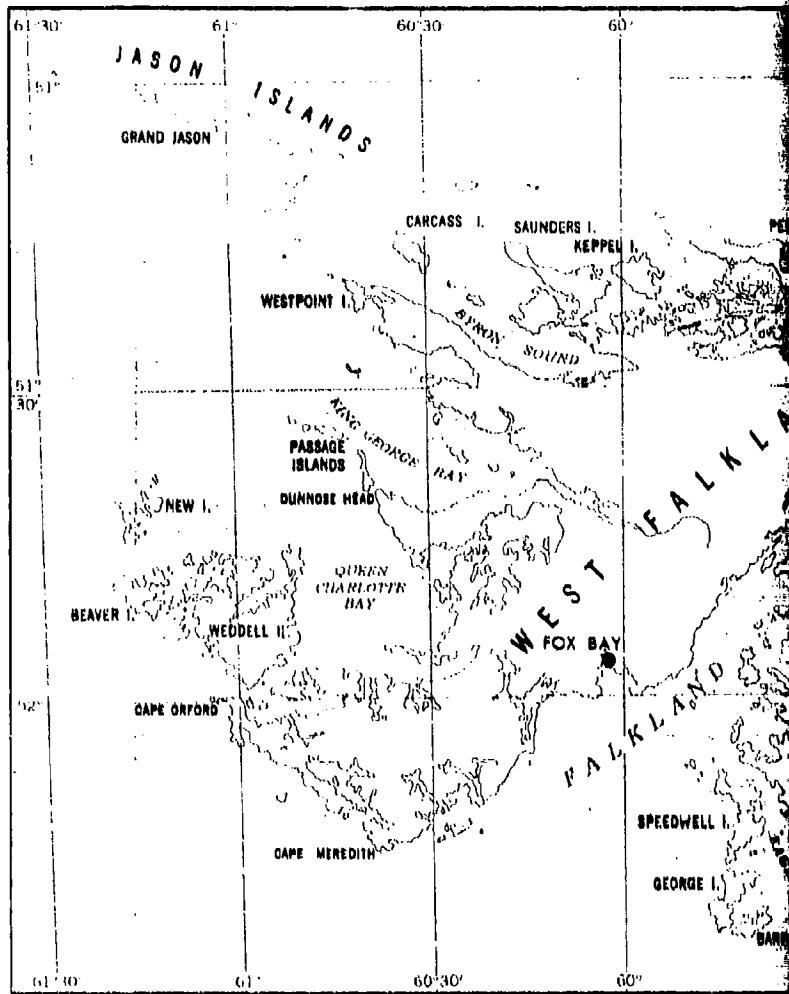 61°30'
61°
60°30'
60°
JASON ISLANDS
51°
GRAND JASON
CARCASS I.
SAUNDERS I.
KEPPEL I.
WESTPOINT I.
BYRON SOUND
51°
30'
KING GEORGE BAY
PASSAGE
ISLANDS
DUNNOSE HEAD
NEW I.
WEST FALKLA
QUEEN
CHARLOTTE
BAY
BEAVER I.
WEDDELL I.
FOX BAY
52°
CAPE ORFORD
FALKLAND
SPEEDWELL I.
CAPE MEREDITH
GEORGE I.
BARR
61°30'
61°
60°30'
60°